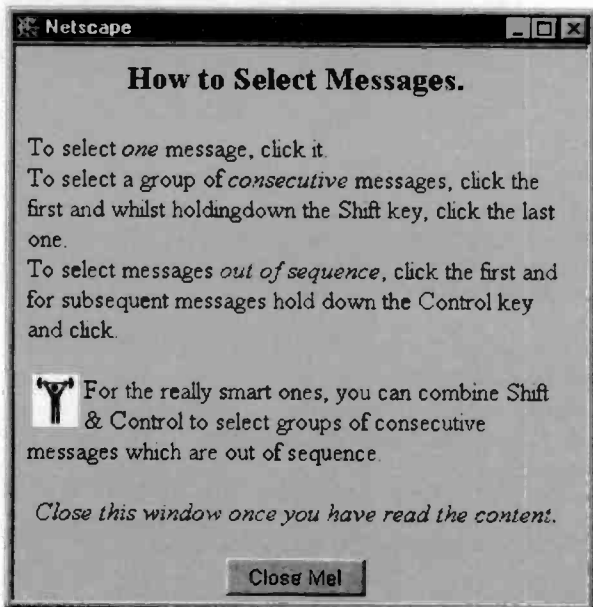 Netscape
How to Select Messages.
To select one message, click it.
To select a group of consecutive messages, click the
first and whilst holdingdown the Shift key, click the last
one.
To select messages out of sequence, click the first and
for subsequent messages hold down the Control key
and click.
For the really smart ones, you can combine Shift
& Control to select groups of consecutive
messages which are out of sequence.
Close this window once you have read the content.
Close Me!